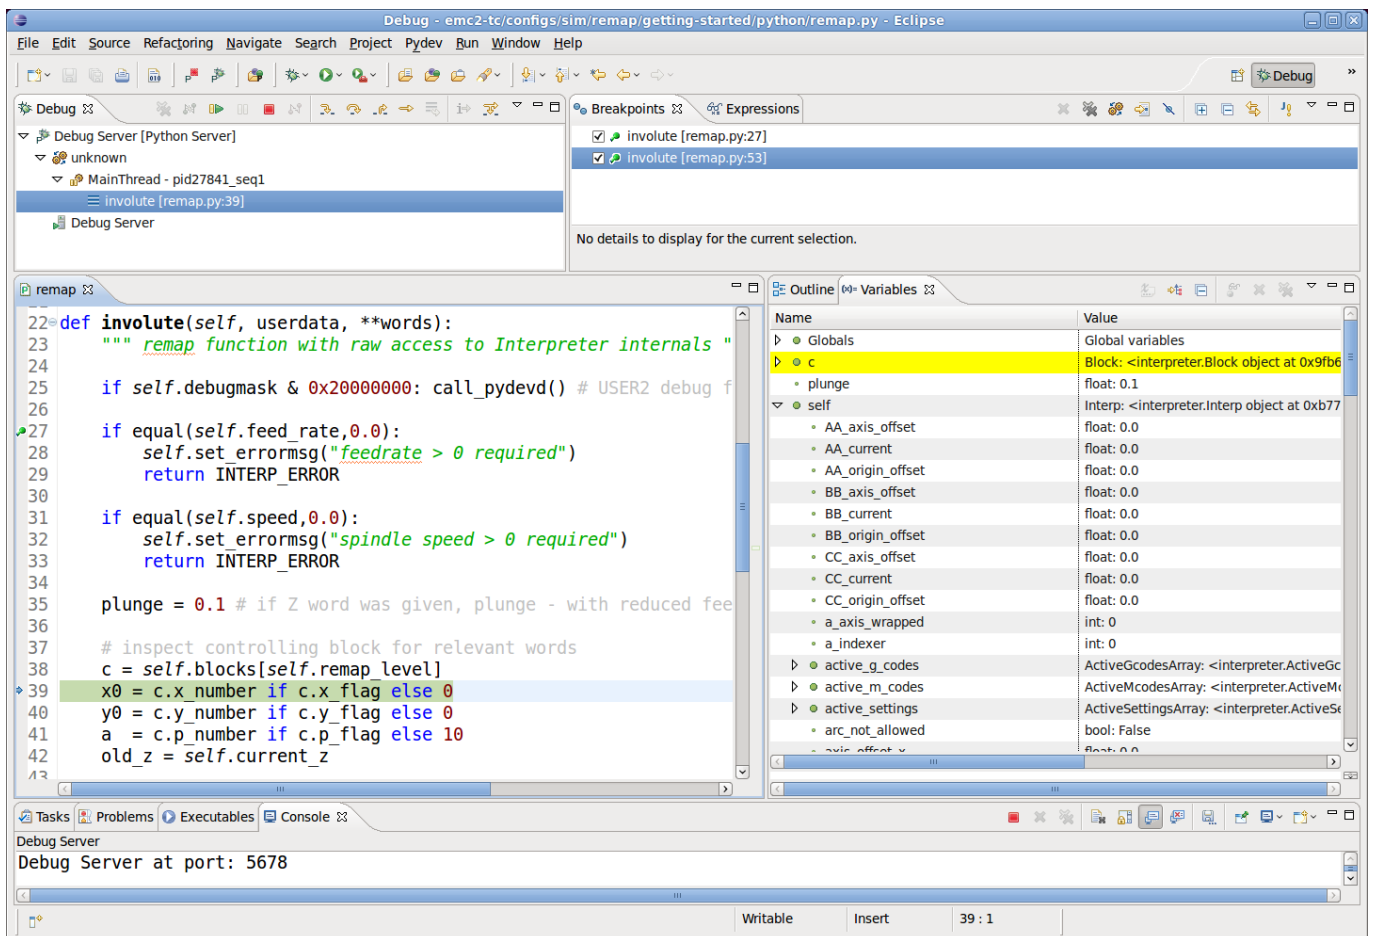 Debug - emc2-tc/configs/sim/remap/getting-started/python/remap.py - Eclipse
File Edit Source Refactoring Navigate Search Project Pydev Run Window Help
Debug »
Debug
Debug Server [Python Server]
unknown
MainThread - pid27841_seq1
involute [remap.py:39]
Debug Server
Breakpoints Expressions
involute [remap.py:27]
involute [remap.py:53]
No details to display for the current selection.
remap
22 def involute(self, userdata, **words):
23 """ remap function with raw access to Interpreter internals "
24
25 if self.debugmask & 0x20000000: call_pydevd() # USER2 debug f
26
27 if equal(self.feed_rate,0.0):
28 self.set_errormsg("feedrate > 0 required")
29 return INTERP_ERROR
30
31 if equal(self.speed,0.0):
32 self.set_errormsg("spindle speed > 0 required")
33 return INTERP_ERROR
34
35 plunge = 0.1 # if Z word was given, plunge - with reduced fee
36
37 # inspect controlling block for relevant words
38 c = self.blocks[self.remap_level]
39 x0 = c.x_number if c.x_flag else 0
40 y0 = c.y_number if c.y_flag else 0
41 a = c.p_number if c.p_flag else 10
42 old_z = self.current_z
43
Outline Variables
Name Value
Globals Global variables
c Block: <interpreter.Block object at 0x9fb6
plunge float: 0.1
self Interp: <interpreter.Interp object at 0xb77
AA_axis_offset float: 0.0
AA_current float: 0.0
AA_origin_offset float: 0.0
BB_axis_offset float: 0.0
BB_current float: 0.0
BB_origin_offset float: 0.0
CC_axis_offset float: 0.0
CC_current float: 0.0
CC_origin_offset float: 0.0
a_axis_wrapped int: 0
a_indexer int: 0
active_g_codes ActiveGcodesArray: <interpreter.ActiveGc
active_m_codes ActiveMcodesArray: <interpreter.ActiveMc
active_settings ActiveSettingsArray: <interpreter.ActiveSe
arc_not_allowed bool: False
axis_offset_x float: 0.0
Tasks Problems Executables Console
Debug Server
Debug Server at port: 5678
Writable Insert 39 : 1